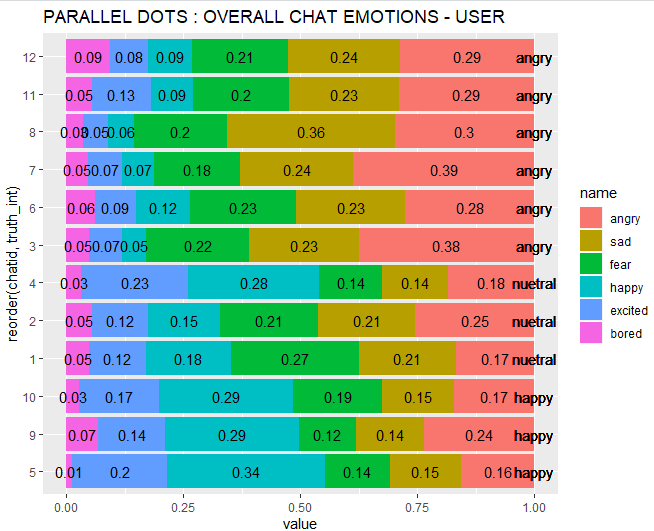 PARALLEL DOTS : OVERALL CHAT EMOTIONS - USER
reorder(chatid, truth_int)
12 0.09 0.08 0.09 0.21 0.24 0.29 angry
11 0.05 0.13 0.09 0.2 0.23 0.29 angry
8 0.03 0.05 0.06 0.2 0.36 0.3 angry
7 0.05 0.07 0.07 0.18 0.24 0.39 angry
6 0.06 0.09 0.12 0.23 0.23 0.28 angry
3 0.05 0.07 0.05 0.22 0.23 0.38 angry
4 0.03 0.23 0.28 0.14 0.14 0.18 nuetral
2 0.05 0.12 0.15 0.21 0.21 0.25 nuetral
1 0.05 0.12 0.18 0.27 0.21 0.17 nuetral
10 0.03 0.17 0.29 0.19 0.15 0.17 happy
9 0.07 0.14 0.29 0.12 0.14 0.24 happy
5 0.01 0.2 0.34 0.14 0.15 0.16 happy
0.00 0.25 0.50 0.75 1.00
value
name
angry
sad
fear
happy
excited
bored